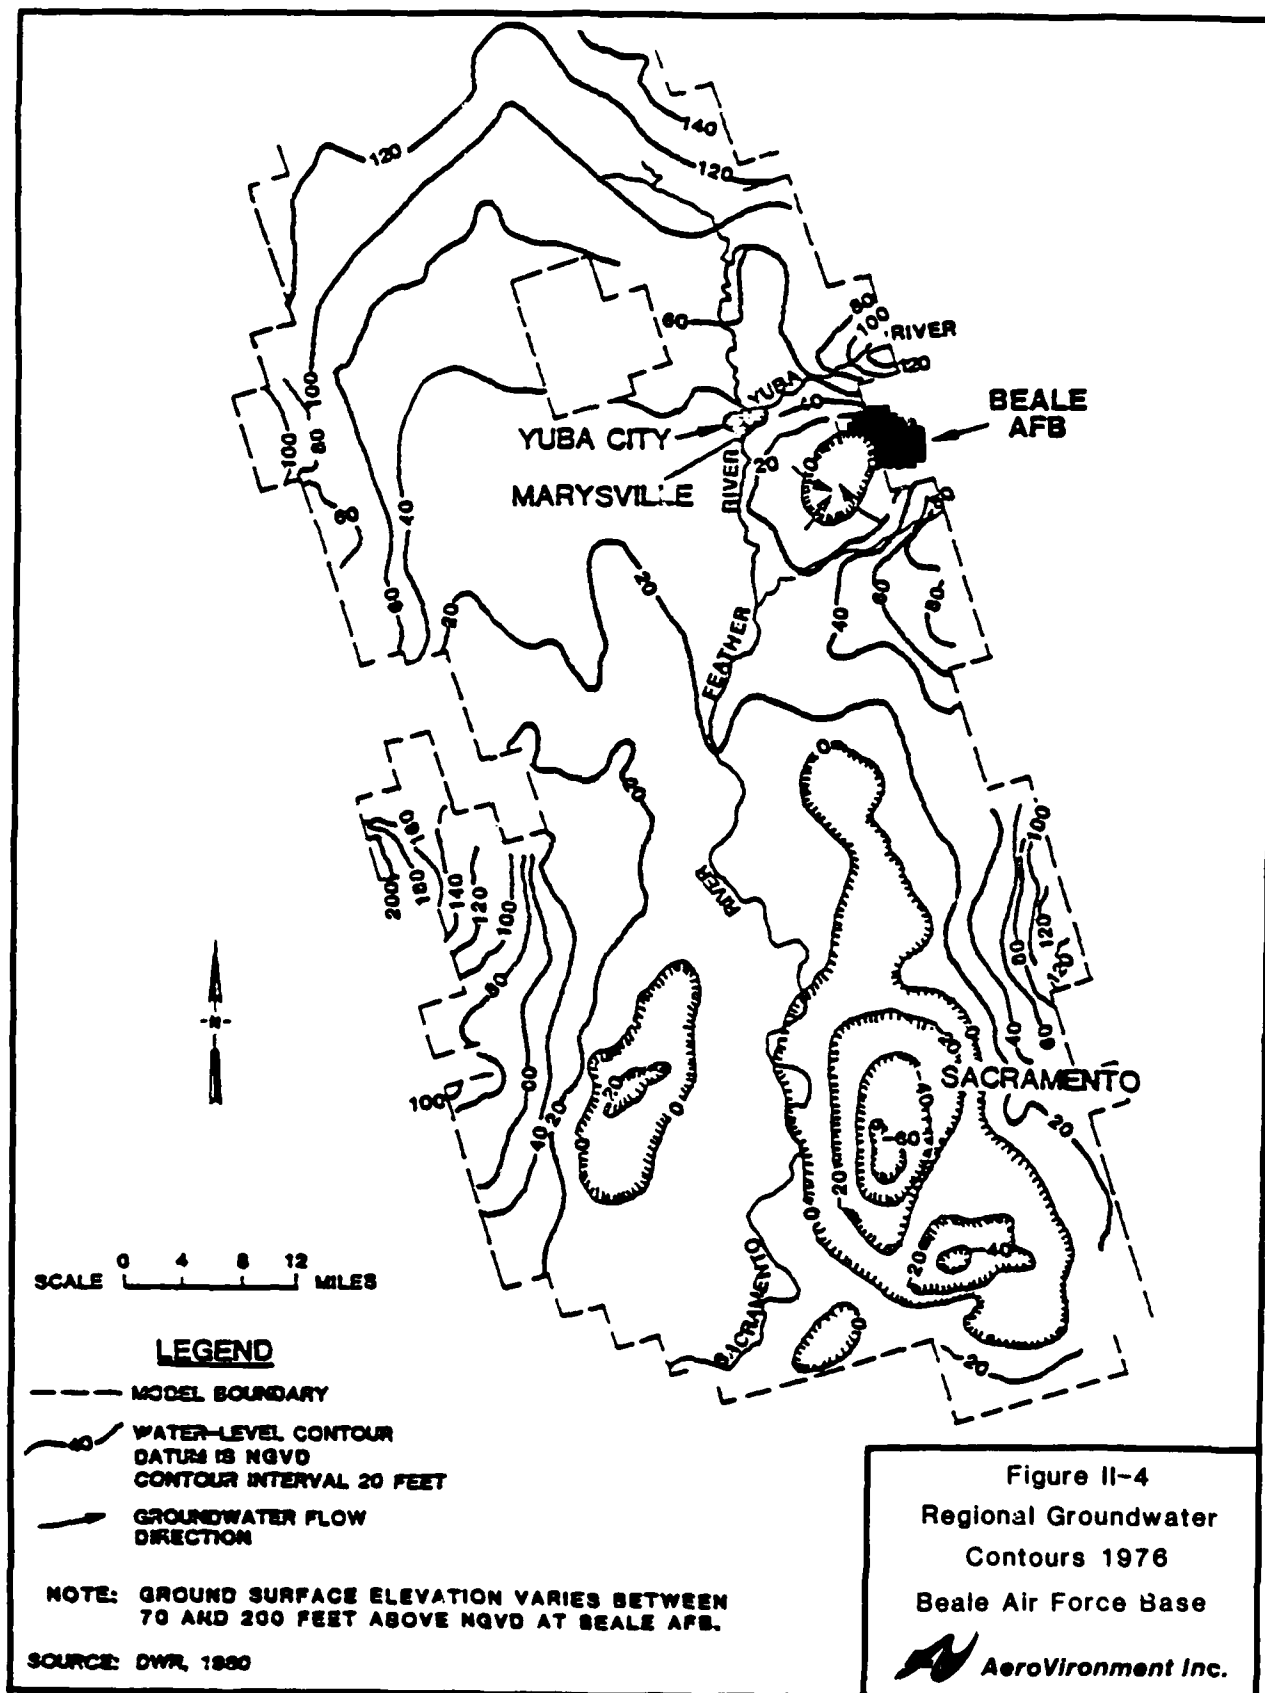 140
120
120
60
80
100
RIVER
120
YUBA
BEALE
AFB
100
100
80
YUBA CITY
MARYSVILLE
RIVER
20
0
60
40
20
60
20
40
60
80
FEATHER
0
20
100
200
180
160
140
120
100
RIVER
80
120
120
80
-N-
20
40
60
SACRAMENTO
100
60
40
20
-20
0
0
-40
-60
-20
20
0
-20
-40
SACRAMENTO
0
20
0 4 8 12
SCALE MILES
LEGEND
MODEL BOUNDARY
40
WATER-LEVEL CONTOUR
DATUM IS NGVD
CONTOUR INTERVAL 20 FEET
GROUNDWATER FLOW
DIRECTION
NOTE: GROUND SURFACE ELEVATION VARIES BETWEEN
70 AND 200 FEET ABOVE NGVD AT BEALE AFB.
SOURCE: DWR, 1980
Figure II-4
Regional Groundwater
Contours 1976
Beale Air Force Base
AeroVironment Inc.